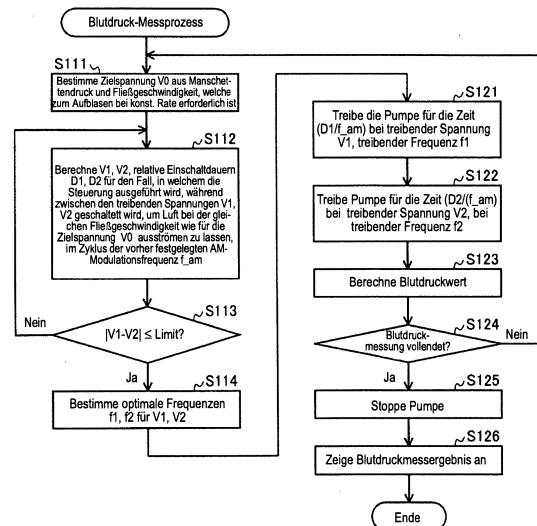 Blutdruck-Messprozess
S111
Bestimme Zielspannung V0 aus Manschet-
tendruck und Fließgeschwindigkeit, welche
zum Aufblasen bei konst. Rate erforderlich ist
S112
Berechne V1, V2, relative Einschaltdauern
D1, D2 für den Fall, in welchem die
Steuerung ausgeführt wird, während
zwischen den treibenden Spannungen V1,
V2 geschaltet wird, um Luft bei der glei-
chen Fließgeschwindigkeit wie für die
Zielspannung V0 ausströmen zu lassen,
im Zyklus der vorher festgelegten AM-
Modulationsfrequenz f_am
S113
Nein
|V1-V2| ≤ Limit?
Ja
S114
Bestimme optimale Frequenzen
f1, f2 für V1, V2
S121
Treibe die Pumpe für die Zeit
(D1/f_am) bei treibender Spannung
V1, treibender Frequenz f1
S122
Treibe Pumpe für die Zeit (D2/(f_am)
bei treibender Spannung V2, bei
treibender Frequenz f2
S123
Berechne Blutdruckwert
S124
Blutdruck-
messung vollendet?
Nein
Ja
S125
Stoppe Pumpe
S126
Zeige Blutdruckmessergebnis an
Ende